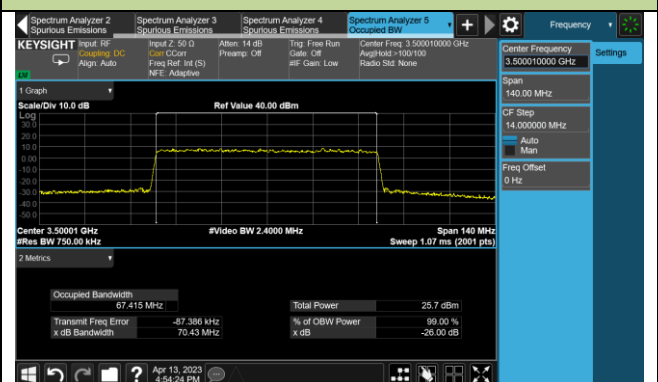 Spectrum Analyzer 2
Spurious Emissions
Spectrum Analyzer 3
Spurious Emissions
Spectrum Analyzer 4
Spurious Emissions
Spectrum Analyzer 5
Occupied BW
Frequency
KEYSIGHT
Input: RF
Coupling: DC
Align: Auto
Input Z: 50 Ω
Corr CCorr
Freq Ref: Int (S)
NFE: Adaptive
Atten: 14 dB
Preamp: Off
Trig: Free Run
Gate: Off
#IF Gain: Low
Center Freq: 3.500010000 GHz
Avg|Hold >100/100
Radio Std: None
Center Frequency
3.500010000 GHz
Settings
Span
140.00 MHz
CF Step
14.000000 MHz
Auto
Man
Freq Offset
0 Hz
1 Graph
Scale/Div 10.0 dB
Ref Value 40.00 dBm
Log
30.0
20.0
10.0
0.00
-10.0
-20.0
-30.0
-40.0
-50.0
Center 3.50001 GHz
#Video BW 2.4000 MHz
Span 140 MHz
#Res BW 750.00 kHz
Sweep 1.07 ms (2001 pts)
2 Metrics
Occupied Bandwidth
67.415 MHz
Total Power
25.7 dBm
Transmit Freq Error
-87.386 kHz
% of OBW Power
99.00 %
x dB Bandwidth
70.43 MHz
x dB
-26.00 dB
Apr 13, 2023
4:54:24 PM